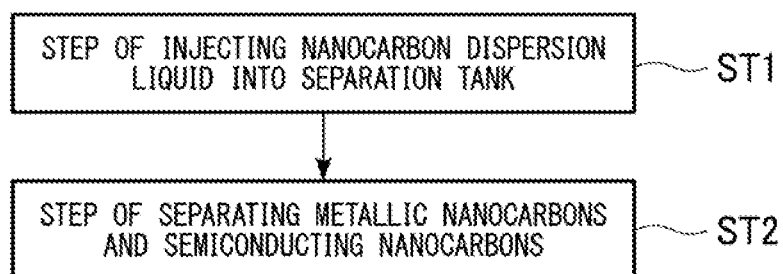 STEP OF INJECTING NANOCARBON DISPERSION
LIQUID INTO SEPARATION TANK
ST1
STEP OF SEPARATING METALLIC NANOCARBONS
AND SEMICONDUCTING NANOCARBONS
ST2